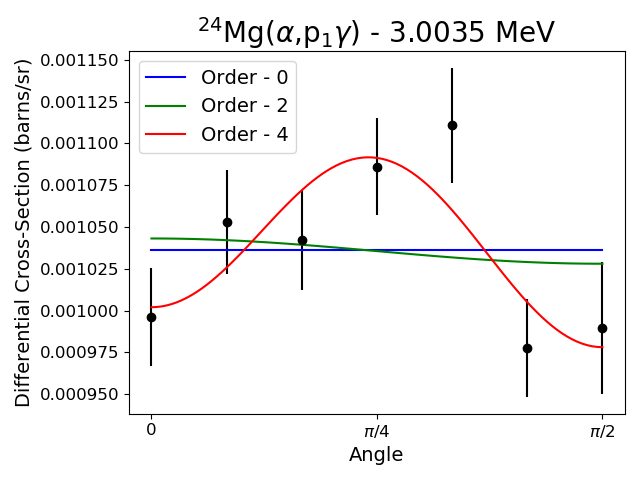 ²⁴Mg(α,p₁γ) - 3.0035 MeV
Differential Cross-Section (barns/sr)
0.001150
0.001125
0.001100
0.001075
0.001050
0.001025
0.001000
0.000975
0.000950
Order - 0
Order - 2
Order - 4
0 π/4 π/2
Angle